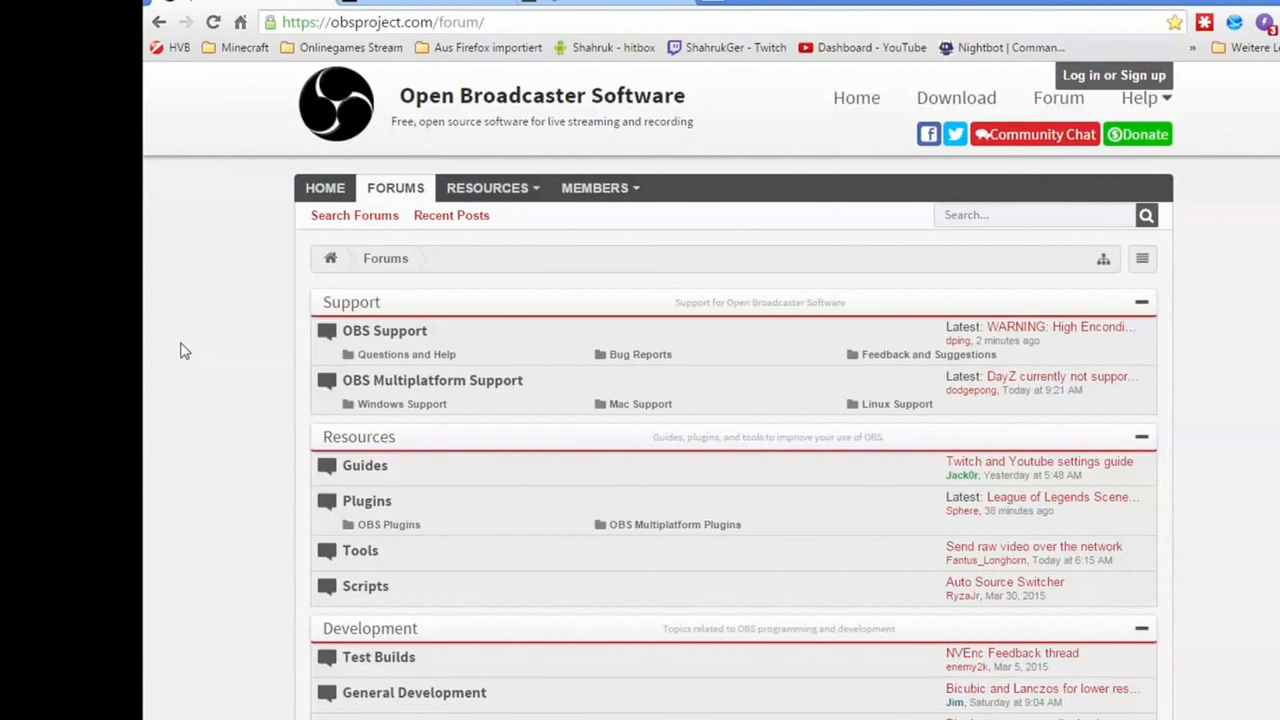 https://obsproject.com/forum/
HVB Minecraft Onlinegames Stream Aus Firefox importiert Shahruk - hitbox ShahrukGer - Twitch Dashboard - YouTube Nightbot | Comman... » Weitere Le
3
Log in or Sign up
Open Broadcaster Software
Free, open source software for live streaming and recording
Home Download Forum Help
Community Chat Donate
HOME FORUMS RESOURCES MEMBERS
Search Forums Recent Posts Search...
Forums
Support Support for Open Broadcaster Software
OBS Support Latest: WARNING: High Encondi...
dping, 2 minutes ago
Questions and Help Bug Reports Feedback and Suggestions
OBS Multiplatform Support Latest: DayZ currently not suppor...
dodgepong, Today at 9:21 AM
Windows Support Mac Support Linux Support
Resources Guides, plugins, and tools to improve your use of OBS
Guides Twitch and Youtube settings guide
Jack0r, Yesterday at 5:48 AM
Plugins Latest: League of Legends Scene...
Sphere, 38 minutes ago
OBS Plugins OBS Multiplatform Plugins
Tools Send raw video over the network
Fantus_Longhorn, Today at 6:15 AM
Scripts Auto Source Switcher
RyzaJr, Mar 30, 2015
Development Topics related to OBS programming and development
Test Builds NVEnc Feedback thread
enemy2k, Mar 5, 2015
General Development Bicubic and Lanczos for lower res...
Jim, Saturday at 9:04 AM